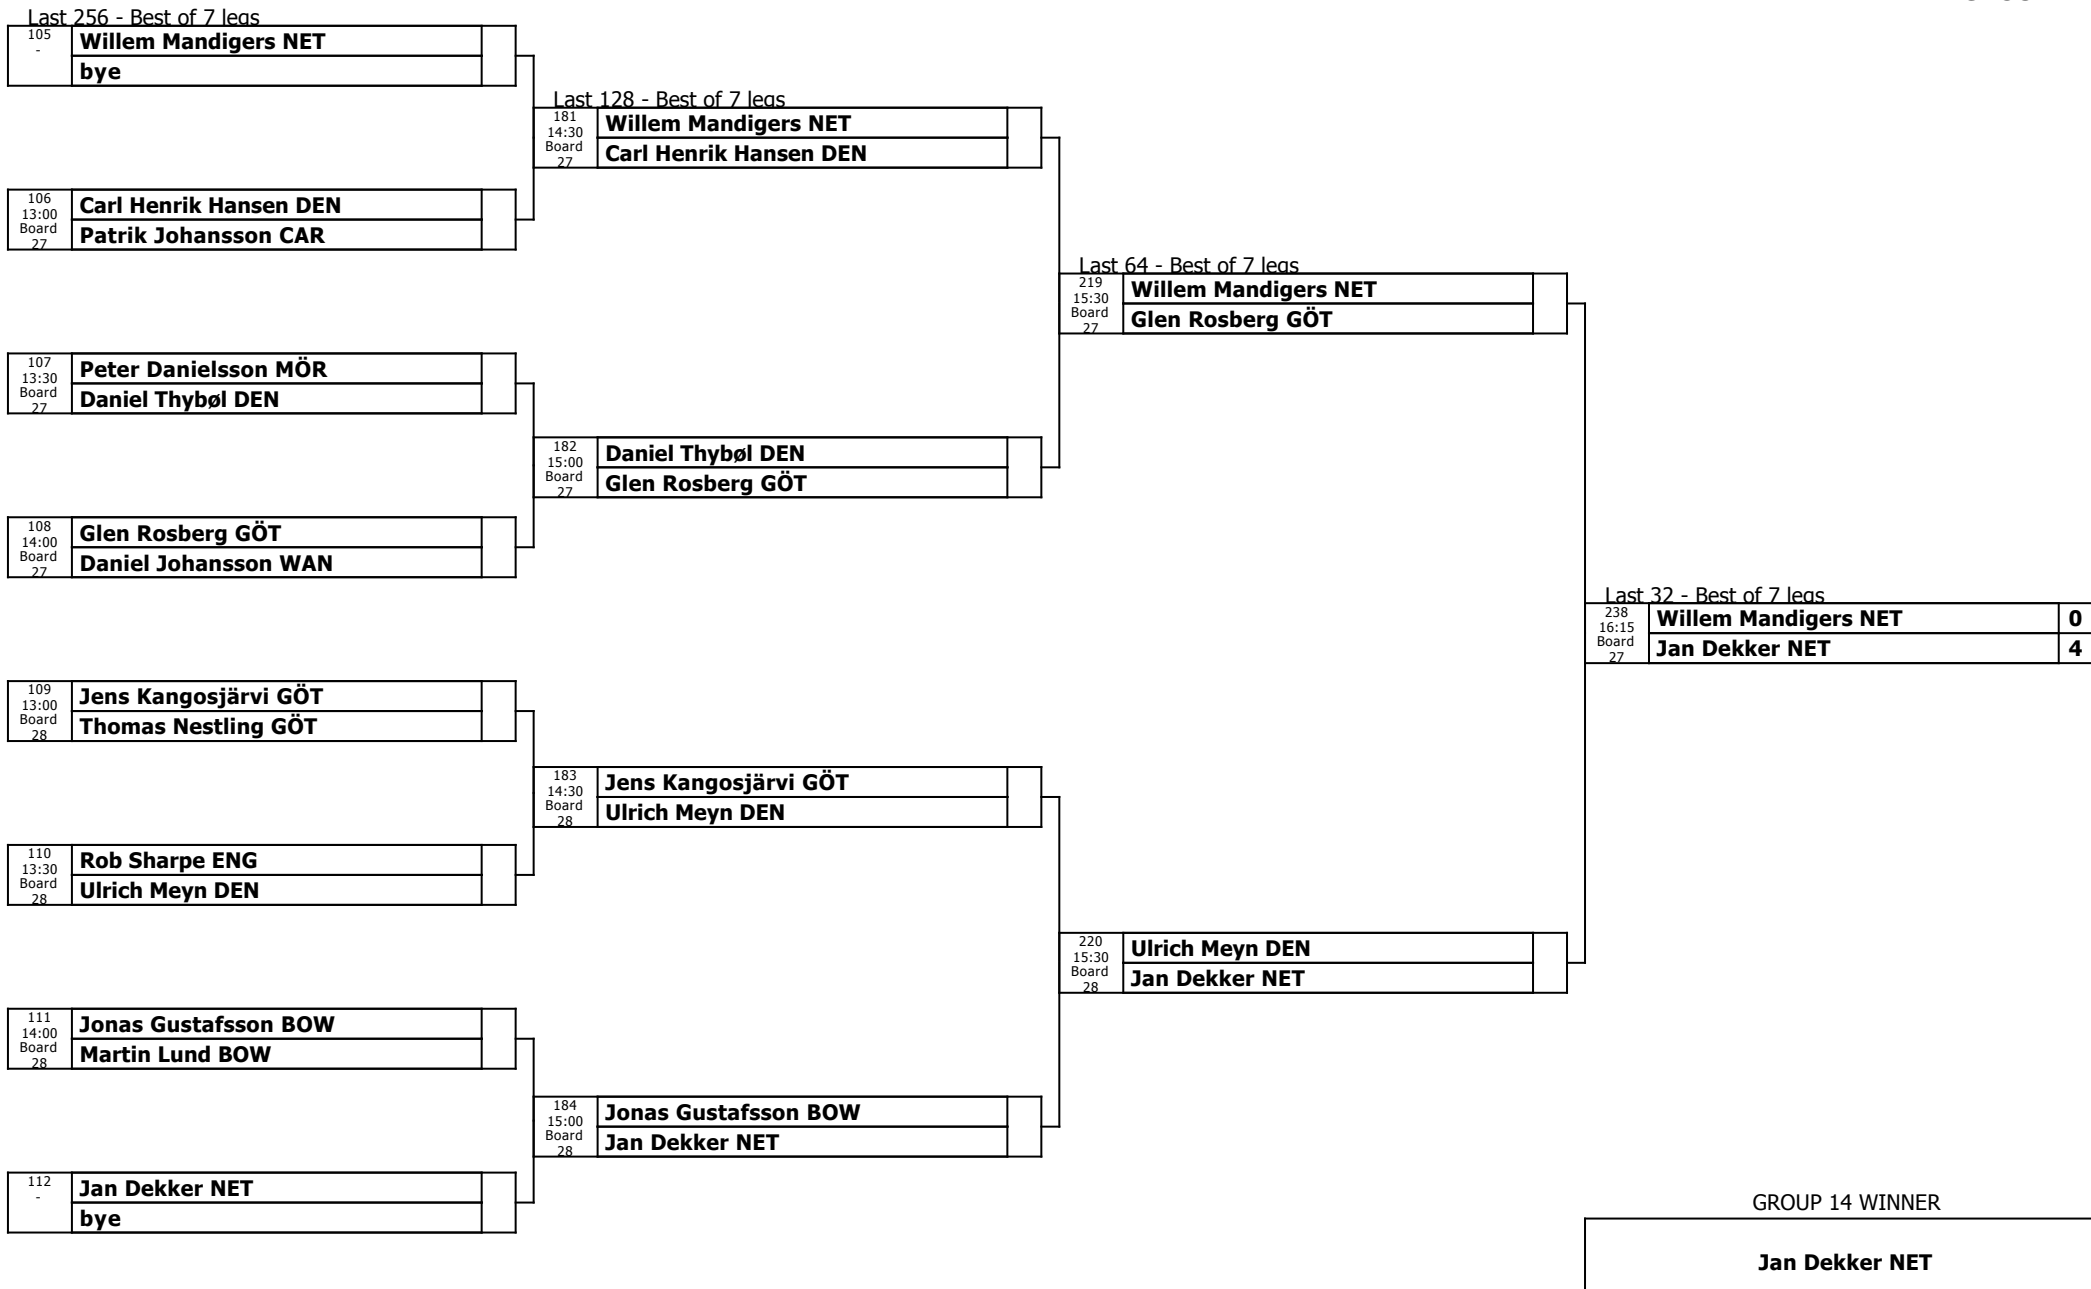 Last 256 - Best of 7 legs
105
-
Willem Mandigers NET
bye
106
13:00
Board
27
Carl Henrik Hansen DEN
Patrik Johansson CAR
107
13:30
Board
27
Peter Danielsson MÖR
Daniel Thybøl DEN
108
14:00
Board
27
Glen Rosberg GÖT
Daniel Johansson WAN
109
13:00
Board
28
Jens Kangosjärvi GÖT
Thomas Nestling GÖT
110
13:30
Board
28
Rob Sharpe ENG
Ulrich Meyn DEN
111
14:00
Board
28
Jonas Gustafsson BOW
Martin Lund BOW
112
-
Jan Dekker NET
bye
Last 128 - Best of 7 legs
181
14:30
Board
27
Willem Mandigers NET
Carl Henrik Hansen DEN
182
15:00
Board
27
Daniel Thybøl DEN
Glen Rosberg GÖT
183
14:30
Board
28
Jens Kangosjärvi GÖT
Ulrich Meyn DEN
184
15:00
Board
28
Jonas Gustafsson BOW
Jan Dekker NET
Last 64 - Best of 7 legs
219
15:30
Board
27
Willem Mandigers NET
Glen Rosberg GÖT
220
15:30
Board
28
Ulrich Meyn DEN
Jan Dekker NET
Last 32 - Best of 7 legs
238
16:15
Board
27
Willem Mandigers NET 0
Jan Dekker NET 4
GROUP 14 WINNER
Jan Dekker NET